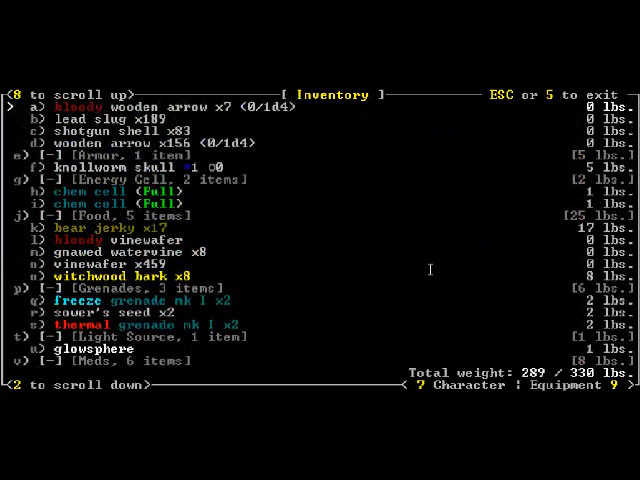 <8 to scroll up> [ Inventory ] ESC or 5 to exit
> a) bloody wooden arrow x7 (0/1d4) 0 lbs.
b) lead slug x189 0 lbs.
c) shotgun shell x83 0 lbs.
d) wooden arrow x156 (0/1d4) 0 lbs.
e) [-] [Armor, 1 item] [5 lbs.]
f) knollworm skull ♦1 ○0 5 lbs.
g) [-] [Energy Cell, 2 items] [2 lbs.]
h) chem cell (Full) 1 lbs.
i) chem cell (Full) 1 lbs.
j) [-] [Food, 5 items] [25 lbs.]
k) bear jerky x17 17 lbs.
l) bloody vinewafer 0 lbs.
m) gnawed watervine x8 0 lbs.
n) vinewafer x459 0 lbs.
o) witchwood bark x8 8 lbs.
p) [-] [Grenades, 3 items] [6 lbs.]
q) freeze grenade mk I x2 2 lbs.
r) sower's seed x2 2 lbs.
s) thermal grenade mk I x2 2 lbs.
t) [-] [Light Source, 1 item] [1 lbs.]
u) glowsphere 1 lbs.
v) [-] [Meds, 6 items] [8 lbs.]
Total weight: 289 / 330 lbs.
<2 to scroll down> < 7 Character | Equipment 9 >